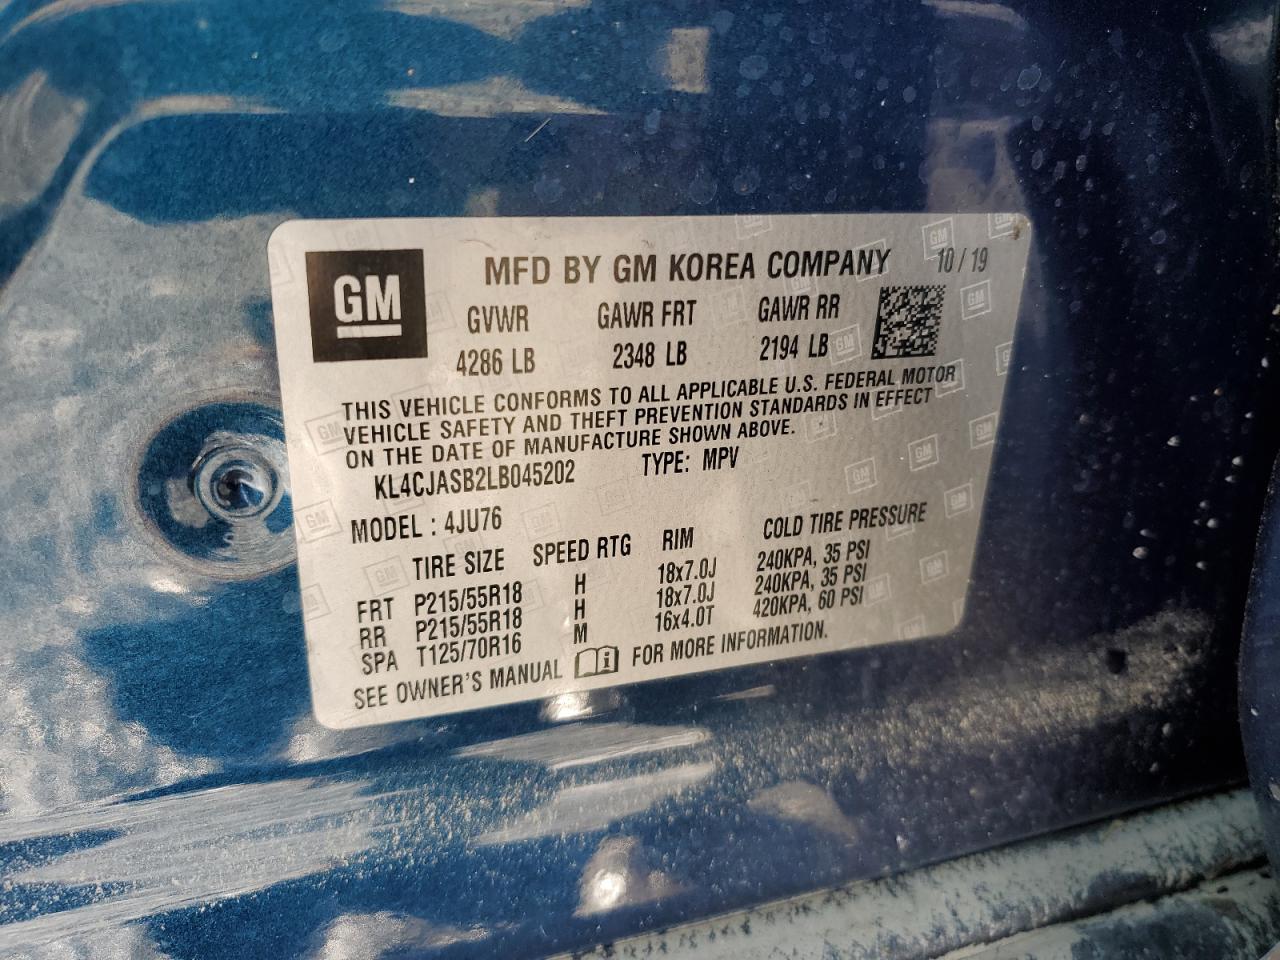 GM
MFD BY GM KOREA COMPANY 10/19
GVWR GAWR FRT GAWR RR
4286 LB 2348 LB 2194 LB
THIS VEHICLE CONFORMS TO ALL APPLICABLE U.S. FEDERAL MOTOR
VEHICLE SAFETY AND THEFT PREVENTION STANDARDS IN EFFECT
ON THE DATE OF MANUFACTURE SHOWN ABOVE.
KL4CJASB2LB045202 TYPE: MPV
MODEL : 4JU76
TIRE SIZE SPEED RTG RIM COLD TIRE PRESSURE
FRT P215/55R18 H 18x7.0J 240KPA, 35 PSI
RR P215/55R18 H 18x7.0J 240KPA, 35 PSI
SPA T125/70R16 M 16x4.0T 420KPA, 60 PSI
SEE OWNER'S MANUAL i FOR MORE INFORMATION.